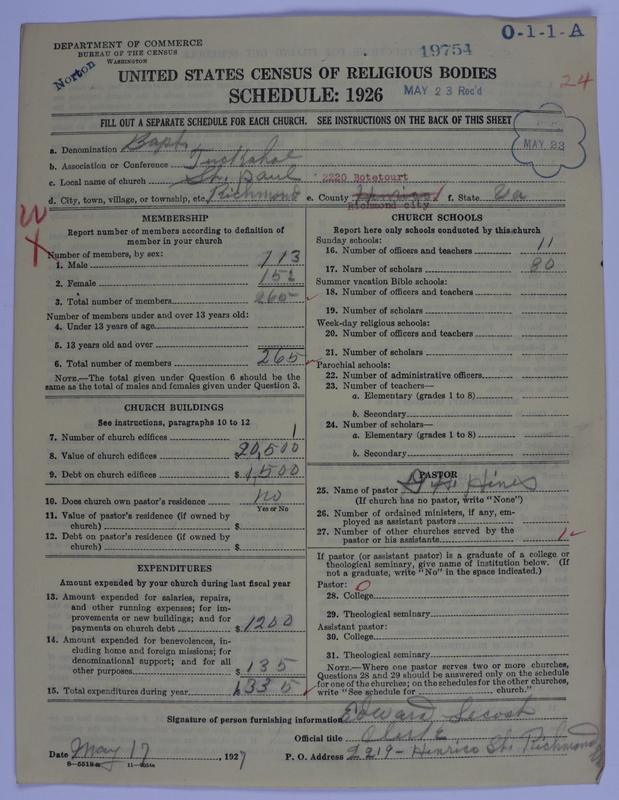 O-1-1-A
DEPARTMENT OF COMMERCE
BUREAU OF THE CENSUS
WASHINGTON
Norton
19754
UNITED STATES CENSUS OF RELIGIOUS BODIES
SCHEDULE: 1926
MAY 23 Rec'd
24
FILL OUT A SEPARATE SCHEDULE FOR EACH CHURCH. SEE INSTRUCTIONS ON THE BACK OF THIS SHEET
MAY 23
a. Denomination Bapt.
b. Association or Conference Tuckahoe
c. Local name of church St. Paul 2220 Botetourt
d. City, town, village, or township, etc. Richmond e. County Henrico f. State Va
Richmond city
MEMBERSHIP
Report number of members according to definition of
member in your church
Number of members, by sex:
1. Male 113
2. Female 152
3. Total number of members 265
Number of members under and over 13 years old:
4. Under 13 years of age
5. 13 years old and over
6. Total number of members 265
NOTE.—The total given under Question 6 should be the
same as the total of males and females given under Question 3.
CHURCH BUILDINGS
See instructions, paragraphs 10 to 12
7. Number of church edifices 1
8. Value of church edifices 20,500
9. Debt on church edifices $ 1,500
10. Does church own pastor's residence no
Yes or No
11. Value of pastor's residence (if owned by
church) $
12. Debt on pastor's residence (if owned by
church) $
EXPENDITURES
Amount expended by your church during last fiscal year
13. Amount expended for salaries, repairs,
and other running expenses; for im-
provements or new buildings; and for
payments on church debt $ 1200
14. Amount expended for benevolences, in-
cluding home and foreign missions; for
denominational support; and for all
other purposes $ 135
15. Total expenditures during year 1335
CHURCH SCHOOLS
Report here only schools conducted by this church
Sunday schools:
16. Number of officers and teachers 11
17. Number of scholars 80
Summer vacation Bible schools:
18. Number of officers and teachers
19. Number of scholars
Week-day religious schools:
20. Number of officers and teachers
21. Number of scholars
Parochial schools:
22. Number of administrative officers
23. Number of teachers—
a. Elementary (grades 1 to 8)
b. Secondary
24. Number of scholars—
a. Elementary (grades 1 to 8)
b. Secondary
PASTOR
25. Name of pastor Hines
(If church has no pastor, write "None")
26. Number of ordained ministers, if any, em-
ployed as assistant pastors
27. Number of other churches served by the
pastor or his assistants 1
If pastor (or assistant pastor) is a graduate of a college or
theological seminary, give name of institution below. (If
not a graduate, write "No" in the space indicated.)
Pastor: 0
28. College
29. Theological seminary
Assistant pastor:
30. College
31. Theological seminary
NOTE.—Where one pastor serves two or more churches,
Questions 28 and 29 should be answered only on the schedule
for one of the churches; on the schedules for the other churches,
write "See schedule for church."
Signature of person furnishing information Edward
Official title Clerk
Date May 17, 1927 P. O. Address 2219- Henrico St. Richmond
8-5519a 11-9054a